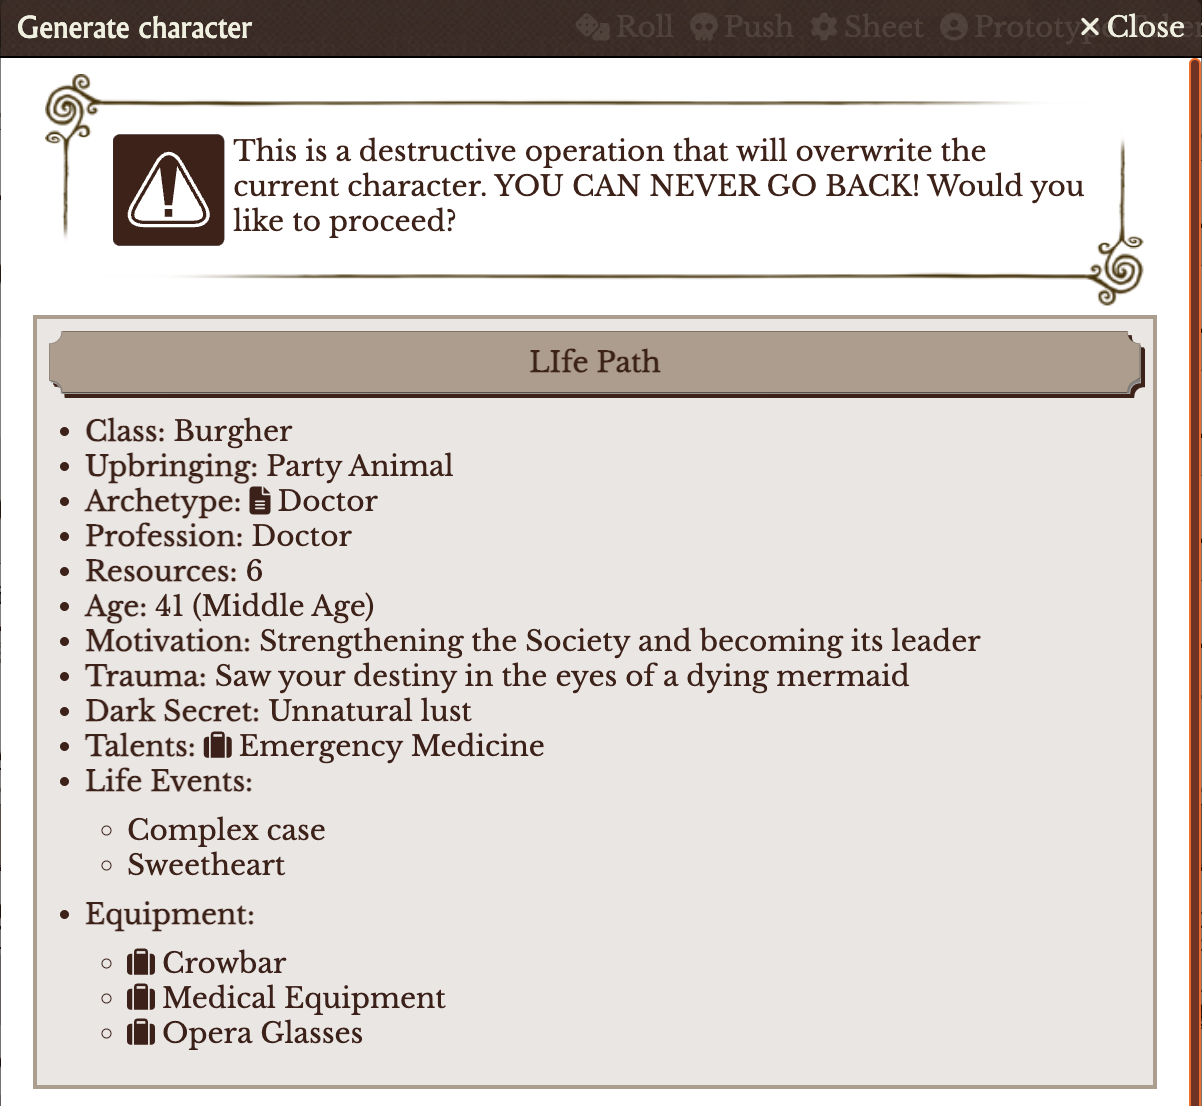 Generate character
Roll Push Sheet Close
This is a destructive operation that will overwrite the
current character. YOU CAN NEVER GO BACK! Would you
like to proceed?
LIfe Path
Class: Burgher
Upbringing: Party Animal
Archetype: Doctor
Profession: Doctor
Resources: 6
Age: 41 (Middle Age)
Motivation: Strengthening the Society and becoming its leader
Trauma: Saw your destiny in the eyes of a dying mermaid
Dark Secret: Unnatural lust
Talents: Emergency Medicine
Life Events:
Complex case
Sweetheart
Equipment:
Crowbar
Medical Equipment
Opera Glasses